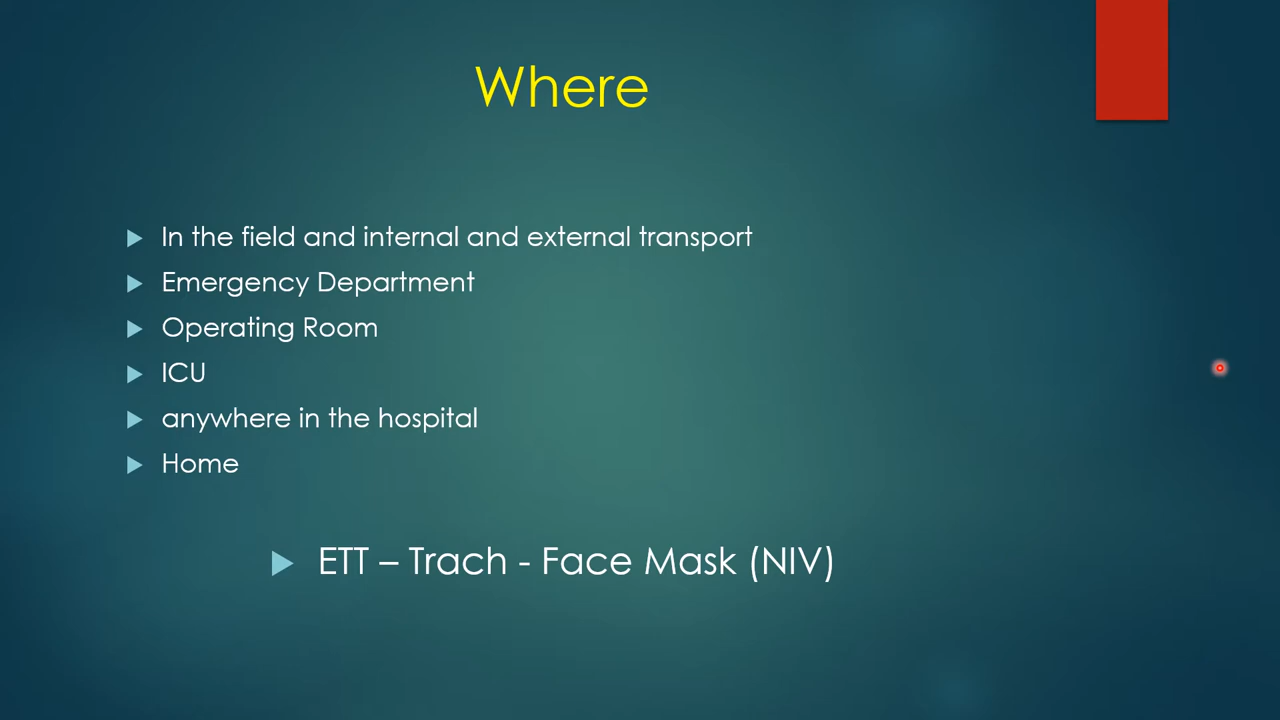 Where
In the field and internal and external transport
Emergency Department
Operating Room
ICU
anywhere in the hospital
Home
ETT – Trach - Face Mask (NIV)